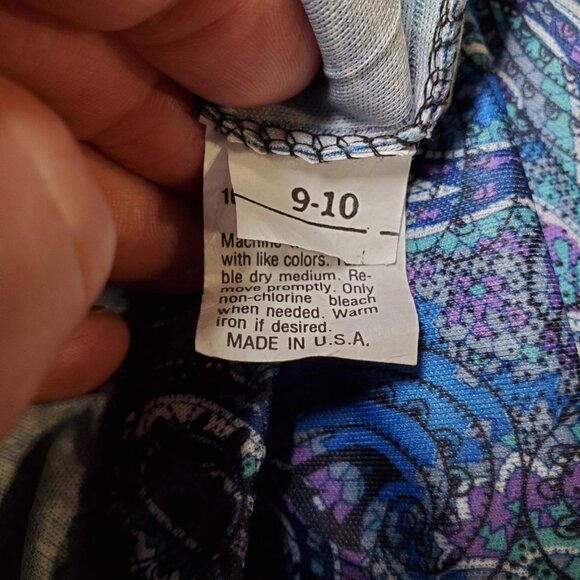 9-10
with like colors.
ble dry medium. Re-
move promptly. Only
non-chlorine bleach
when needed. Warm
iron if desired.
MADE IN U.S.A.